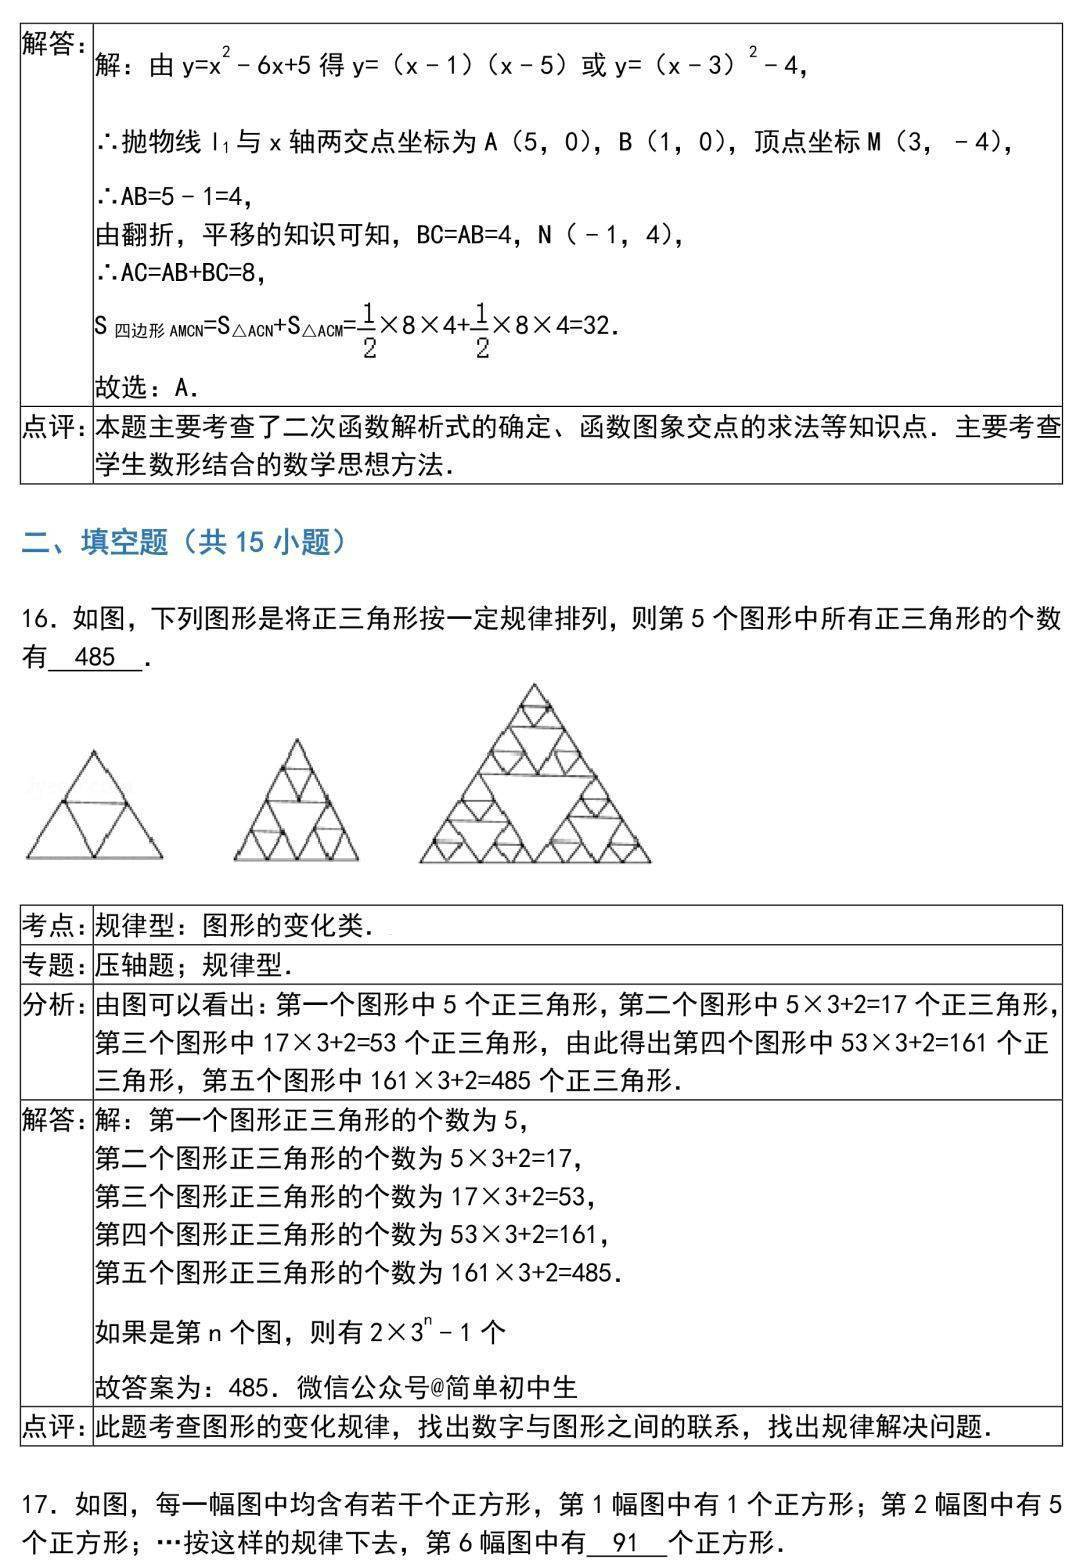 解答：
解：由 y=x²－6x+5 得 y=（x－1）（x－5）或 y=（x－3）²－4，
∴抛物线 l₁与 x 轴两交点坐标为 A（5，0），B（1，0），顶点坐标 M（3，－4），
∴AB=5－1=4，
由翻折，平移的知识可知，BC=AB=4，N（－1，4），
∴AC=AB+BC=8，
S 四边形 AMCN=S△ACN+S△ACM=1/2×8×4+1/2×8×4=32．
故选：A．
点评：本题主要考查了二次函数解析式的确定、函数图象交点的求法等知识点．主要考查
学生数形结合的数学思想方法．
二、填空题（共 15 小题）
16．如图，下列图形是将正三角形按一定规律排列，则第 5 个图形中所有正三角形的个数
有 485 ．
考点：规律型：图形的变化类．
专题：压轴题；规律型．
分析：由图可以看出：第一个图形中 5 个正三角形，第二个图形中 5×3+2=17 个正三角形，
第三个图形中 17×3+2=53 个正三角形，由此得出第四个图形中 53×3+2=161 个正
三角形，第五个图形中 161×3+2=485 个正三角形．
解答：解：第一个图形正三角形的个数为 5，
第二个图形正三角形的个数为 5×3+2=17，
第三个图形正三角形的个数为 17×3+2=53，
第四个图形正三角形的个数为 53×3+2=161，
第五个图形正三角形的个数为 161×3+2=485．
如果是第 n 个图，则有 2×3ⁿ－1 个
故答案为：485．微信公众号@简单初中生
点评：此题考查图形的变化规律，找出数字与图形之间的联系，找出规律解决问题．
17．如图，每一幅图中均含有若干个正方形，第 1 幅图中有 1 个正方形；第 2 幅图中有 5
个正方形；…按这样的规律下去，第 6 幅图中有 91 个正方形．